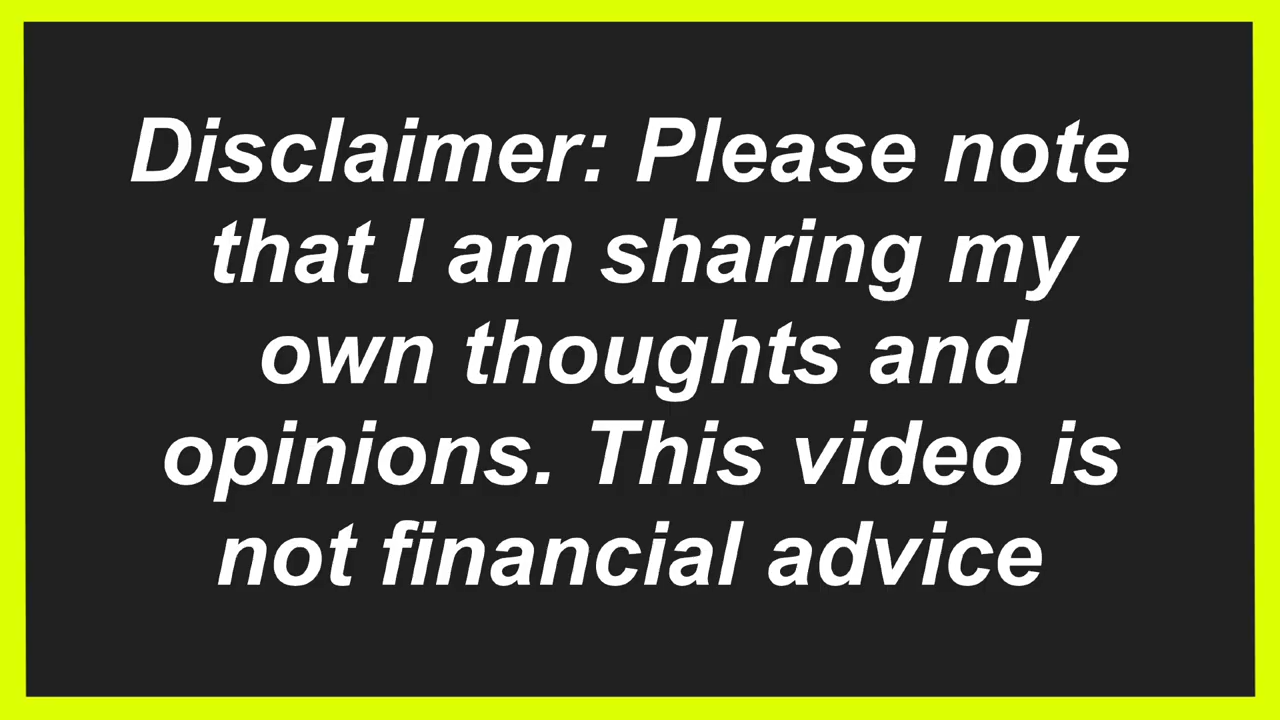 Disclaimer: Please note
that I am sharing my
own thoughts and
opinions. This video is
not financial advice